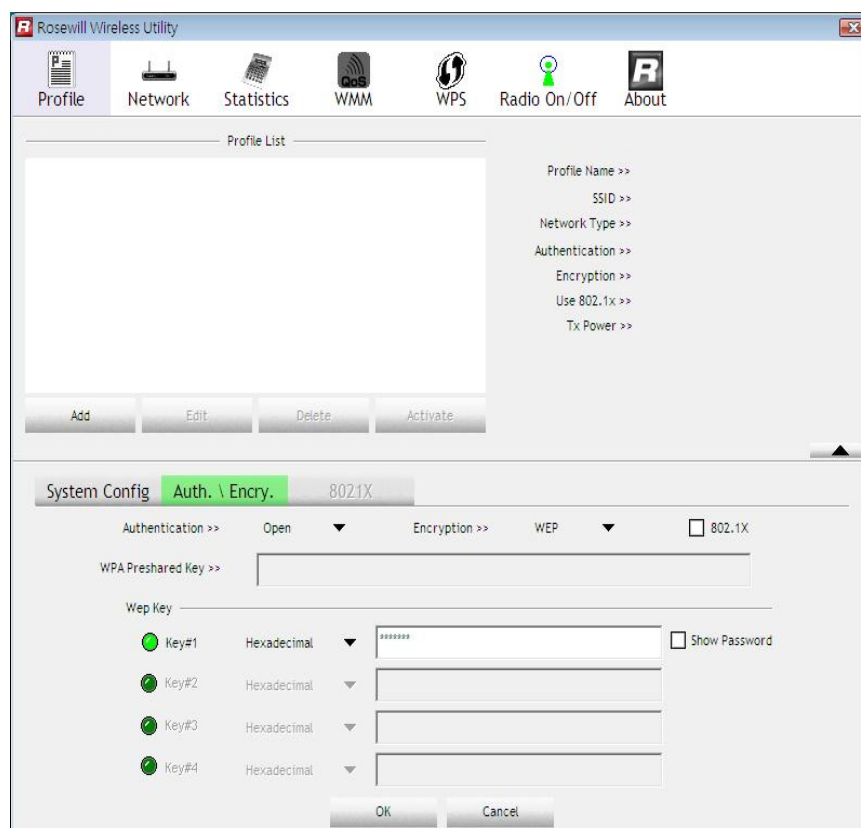 R Rosewill Wireless Utility
Profile Network Statistics QoS WMM WPS Radio On/Off R About
Profile List
Profile Name >>
SSID >>
Network Type >>
Authentication >>
Encryption >>
Use 802.1x >>
Tx Power >>
Add Edit Delete Activate
System Config Auth. \ Encry. 8021X
Authentication >> Open Encryption >> WEP 802.1X
WPA Preshared Key >>
Wep Key
Key#1 Hexadecimal ******* Show Password
Key#2 Hexadecimal
Key#3 Hexadecimal
Key#4 Hexadecimal
OK Cancel